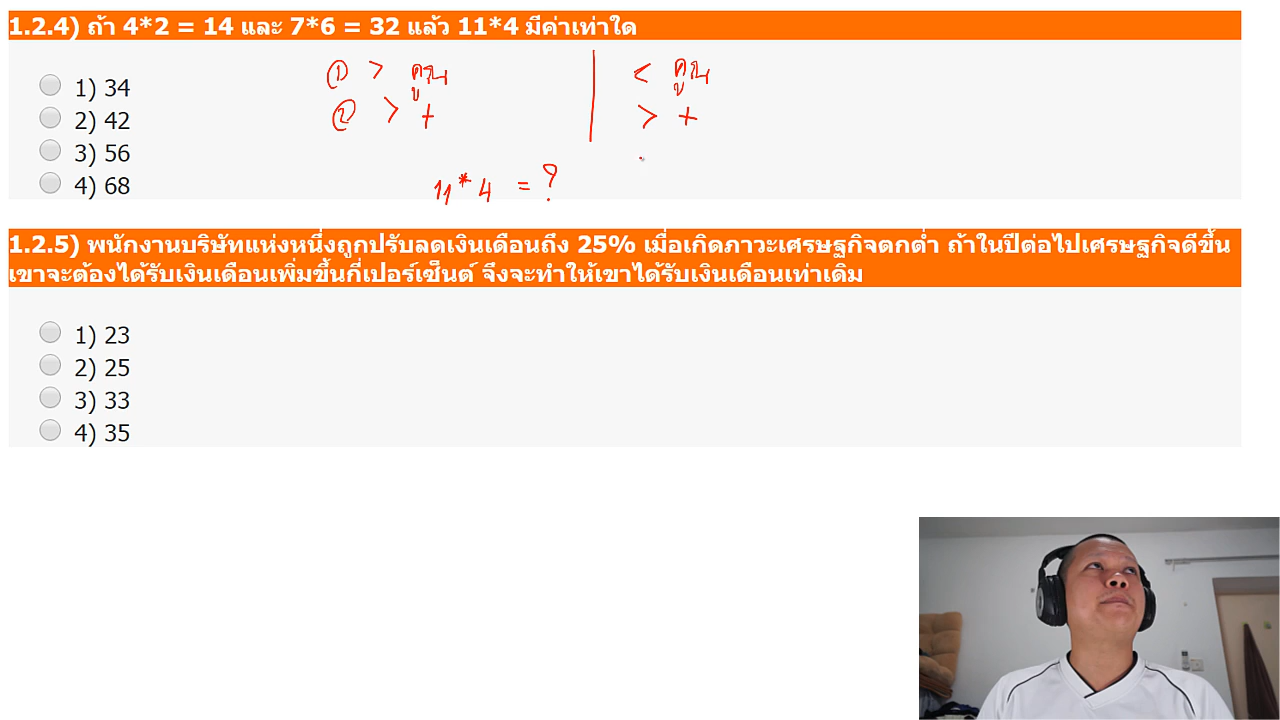 1.2.4) ถ้า 4*2 = 14 และ 7*6 = 32 แล้ว 11*4 มีค่าเท่าใด
1) 34
2) 42
3) 56
4) 68
① > คูณ
② > +
< คูณ
> +
11*4 = ?
1.2.5) พนักงานบริษัทแห่งหนึ่งถูกปรับลดเงินเดือนถึง 25% เมื่อเกิดภาวะเศรษฐกิจตกต่ำ ถ้าในปีต่อไปเศรษฐกิจดีขึ้น
เขาจะต้องได้รับเงินเดือนเพิ่มขึ้นกี่เปอร์เซ็นต์ จึงจะทำให้เขาได้รับเงินเดือนเท่าเดิม
1) 23
2) 25
3) 33
4) 35